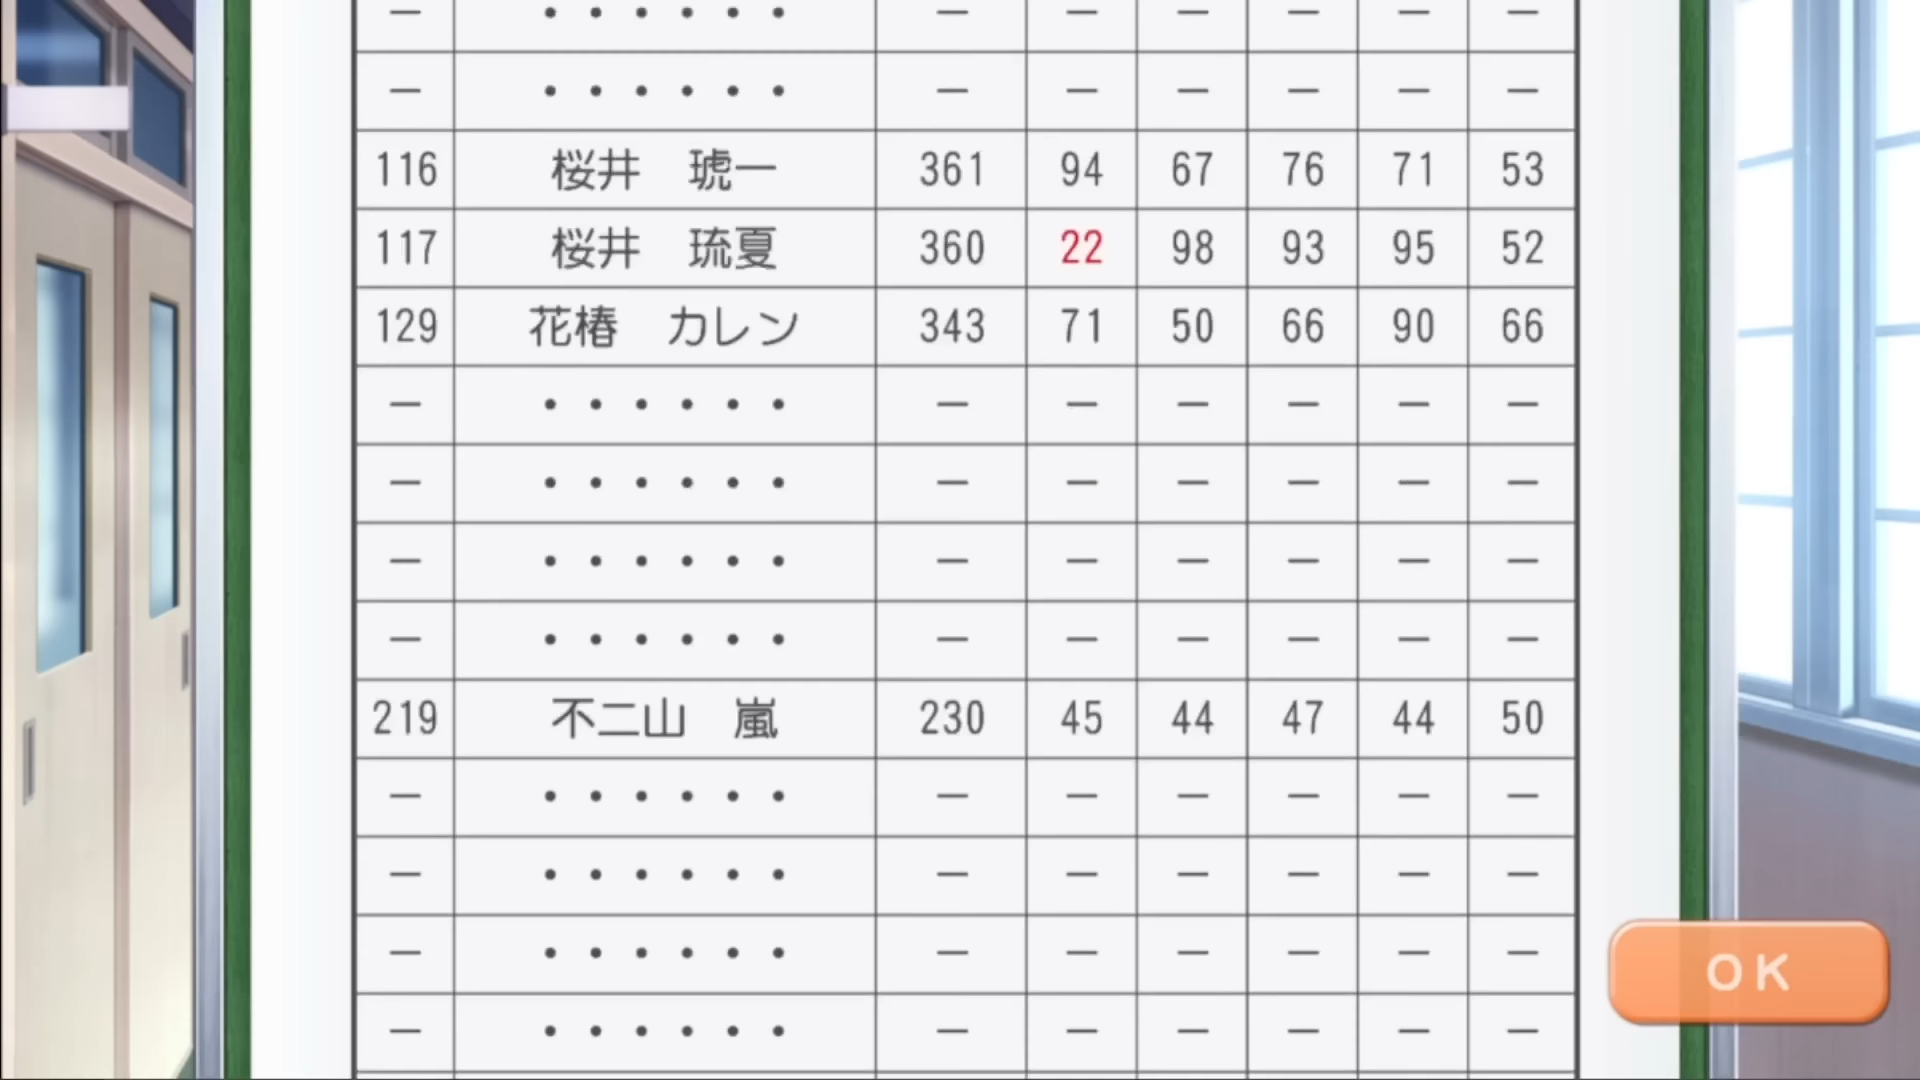 — ・・・・・・ — — — — — —
— ・・・・・・ — — — — — —
116 桜井　琥一 361 94 67 76 71 53
117 桜井　琉夏 360 22 98 93 95 52
129 花椿　カレン 343 71 50 66 90 66
— ・・・・・・ — — — — — —
— ・・・・・・ — — — — — —
— ・・・・・・ — — — — — —
— ・・・・・・ — — — — — —
219 不二山　嵐 230 45 44 47 44 50
— ・・・・・・ — — — — — —
— ・・・・・・ — — — — — —
— ・・・・・・ — — — — — —
— ・・・・・・ — — — — — —
OK